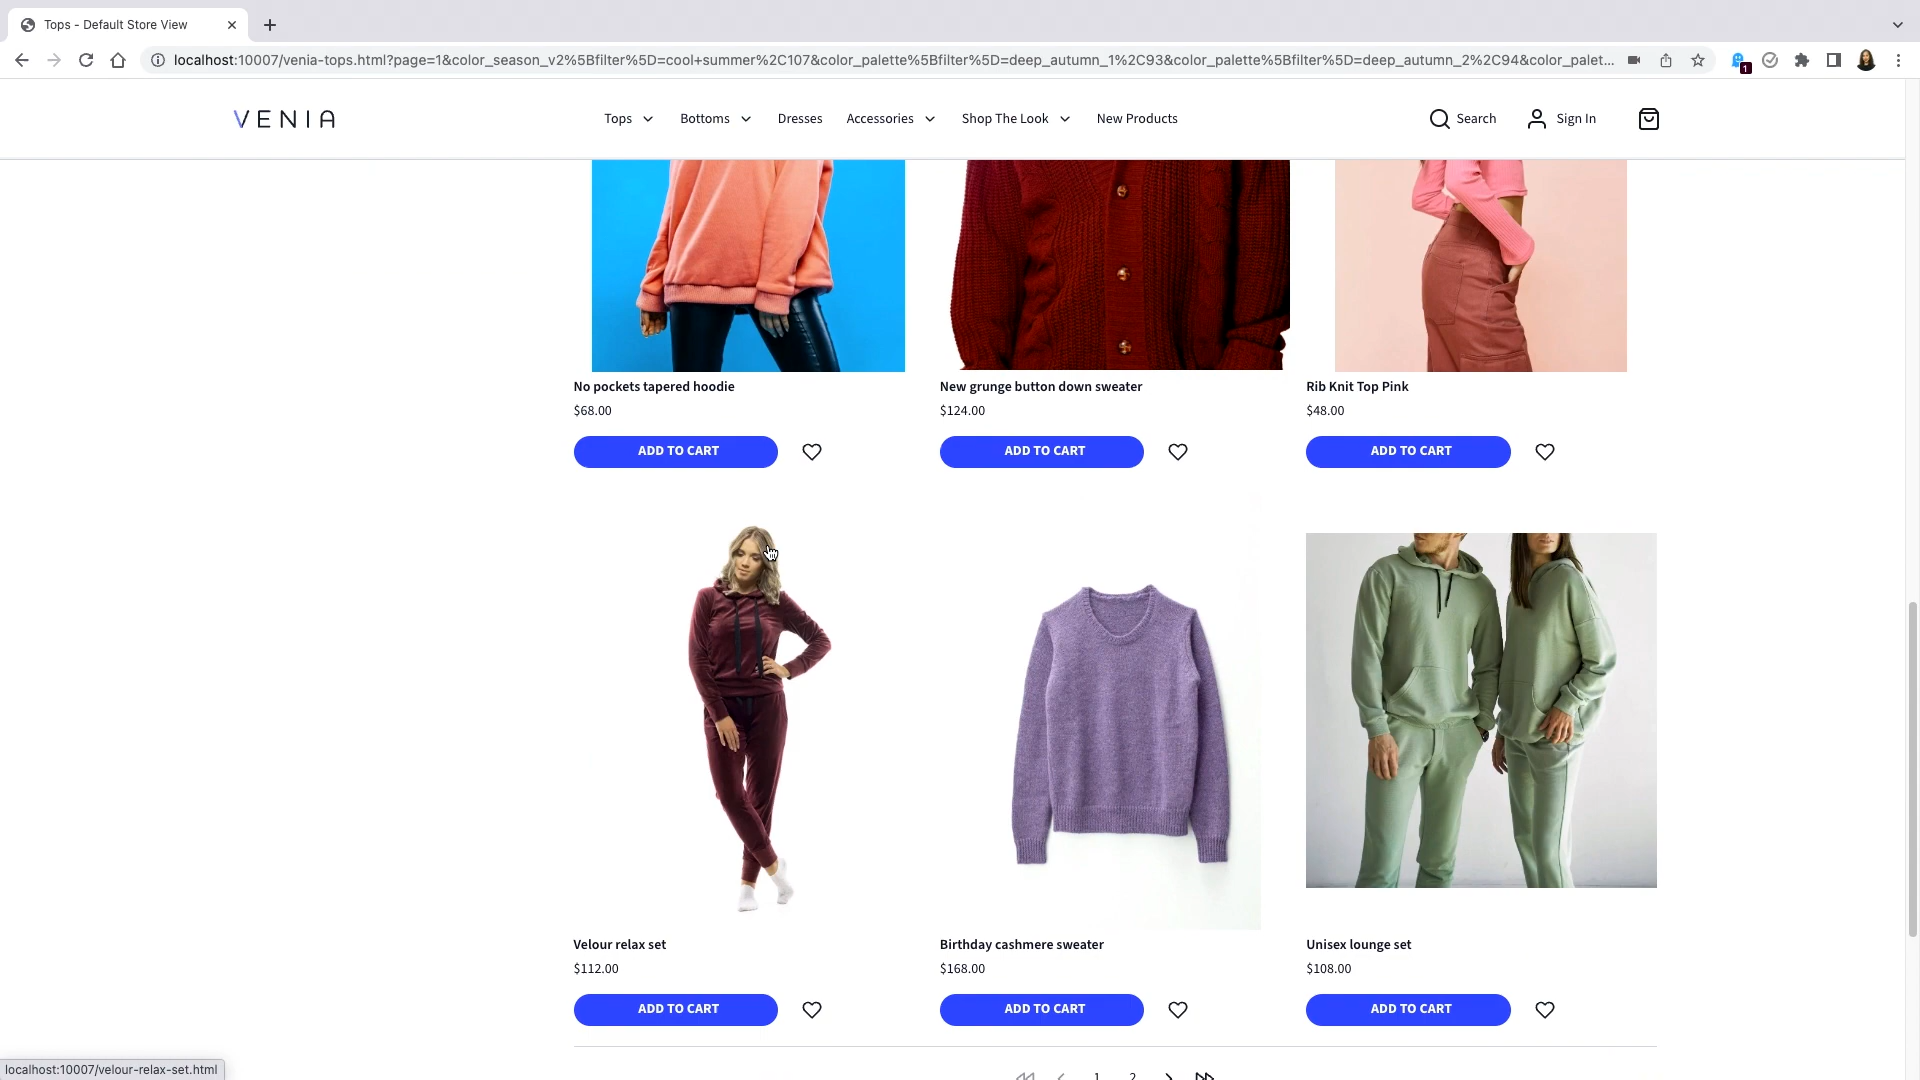 Tops - Default Store View
localhost:10007/venia-tops.html?page=1&color_season_v2%5Bfilter%5D=cool+summer%2C107&color_palette%5Bfilter%5D=deep_autumn_1%2C93&color_palette%5Bfilter%5D=deep_autumn_2%2C94&color_palet...
1
VENIA
Tops
Bottoms
Dresses
Accessories
Shop The Look
New Products
Search
Sign In
No pockets tapered hoodie
New grunge button down sweater
Rib Knit Top Pink
$68.00
$124.00
$48.00
ADD TO CART
ADD TO CART
ADD TO CART
Velour relax set
Birthday cashmere sweater
Unisex lounge set
$112.00
$168.00
$108.00
ADD TO CART
ADD TO CART
ADD TO CART
1 2
localhost:10007/velour-relax-set.html